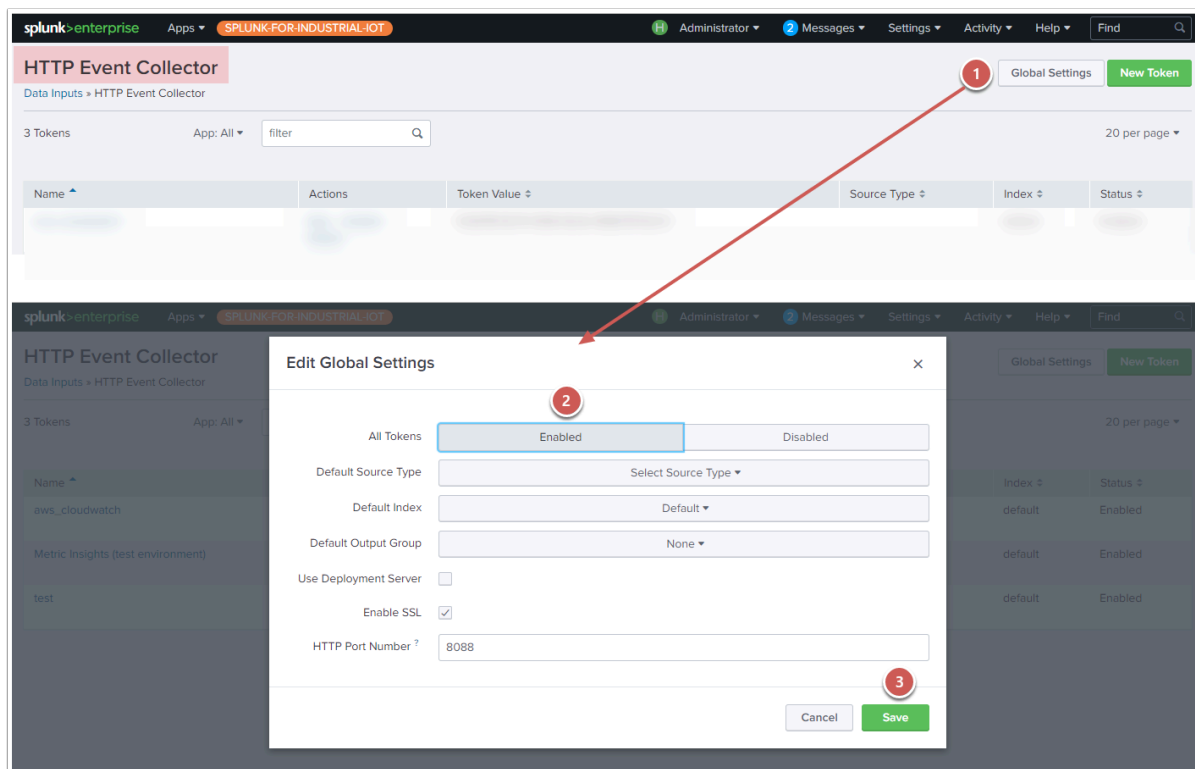 splunk>enterprise Apps SPLUNK-FOR-INDUSTRIAL-IOT H Administrator 2 Messages Settings Activity Help Find
HTTP Event Collector 1 Global Settings New Token
Data Inputs » HTTP Event Collector
3 Tokens App: All filter 20 per page
Name Actions Token Value Source Type Index Status
splunk>enterprise Apps SPLUNK-FOR-INDUSTRIAL-IOT H Administrator 2 Messages Settings Activity Help Find
HTTP Event Collector Global Settings New Token
Data Inputs » HTTP Event Collector
3 Tokens App: All 20 per page
Name Index Status
aws_cloudwatch default Enabled
Metric Insights (test environment) default Enabled
test default Enabled
Edit Global Settings ×
2
All Tokens Enabled Disabled
Default Source Type Select Source Type
Default Index Default
Default Output Group None
Use Deployment Server
Enable SSL
HTTP Port Number ? 8088
3
Cancel Save